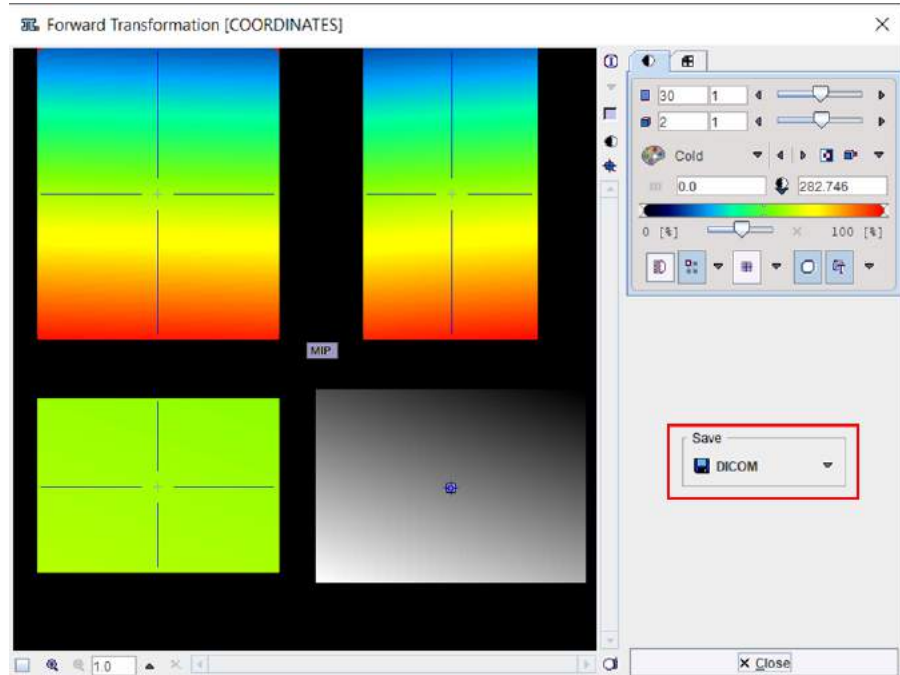 Forward Transformation [COORDINATES]
30 1
2 1
Cold
0.0 282.746
0 [%] 100 [%]
MIP
Save
DICOM
1.0
Close